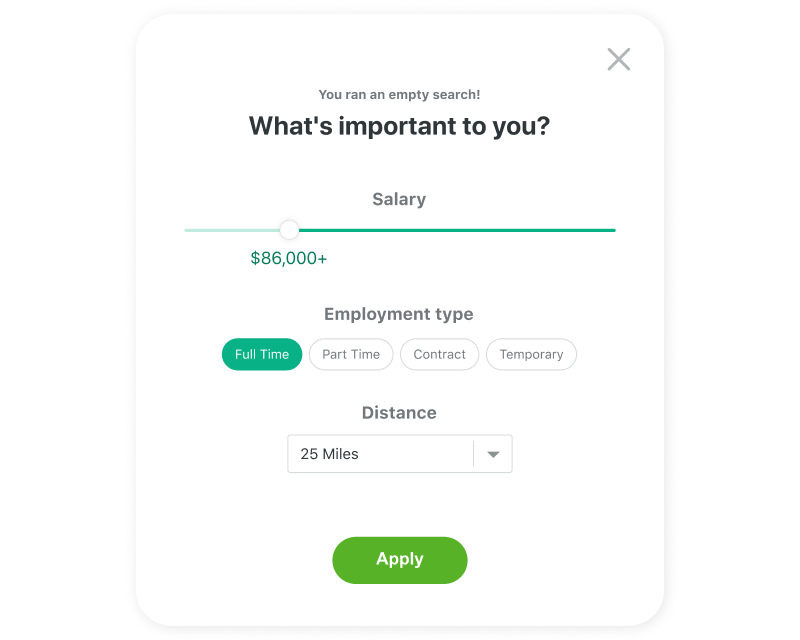 You ran an empty search!
What's important to you?
Salary
$86,000+
Employment type
Full Time Part Time Contract Temporary
Distance
25 Miles
Apply